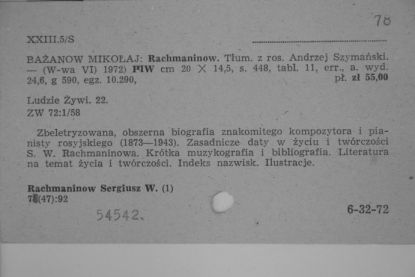 70
XXIII.5/S
BAŻANOW MIKOŁAJ: Rachmaninow. Tłum. z ros. Andrzej Szymański.
— (W-wa VI) 1972) PIW cm 20 × 14,5, s. 448, tabl. 11, err., a. wyd.
24,6, g 590, egz. 10.290, pł. zł 55,00
Ludzie Żywi. 22.
ZW 72:1/58
Zbeletryzowana, obszerna biografia znakomitego kompozytora i pia-
nisty rosyjskiego (1873—1943). Zasadnicze daty w życiu i twórczości
S. W. Rachmaninowa. Krótka muzykografia i bibliografia. Literatura
na temat życia i twórczości. Indeks nazwisk. Ilustracje.
Rachmaninow Sergiusz W. (1)
78(47):92
54542.
6-32-72